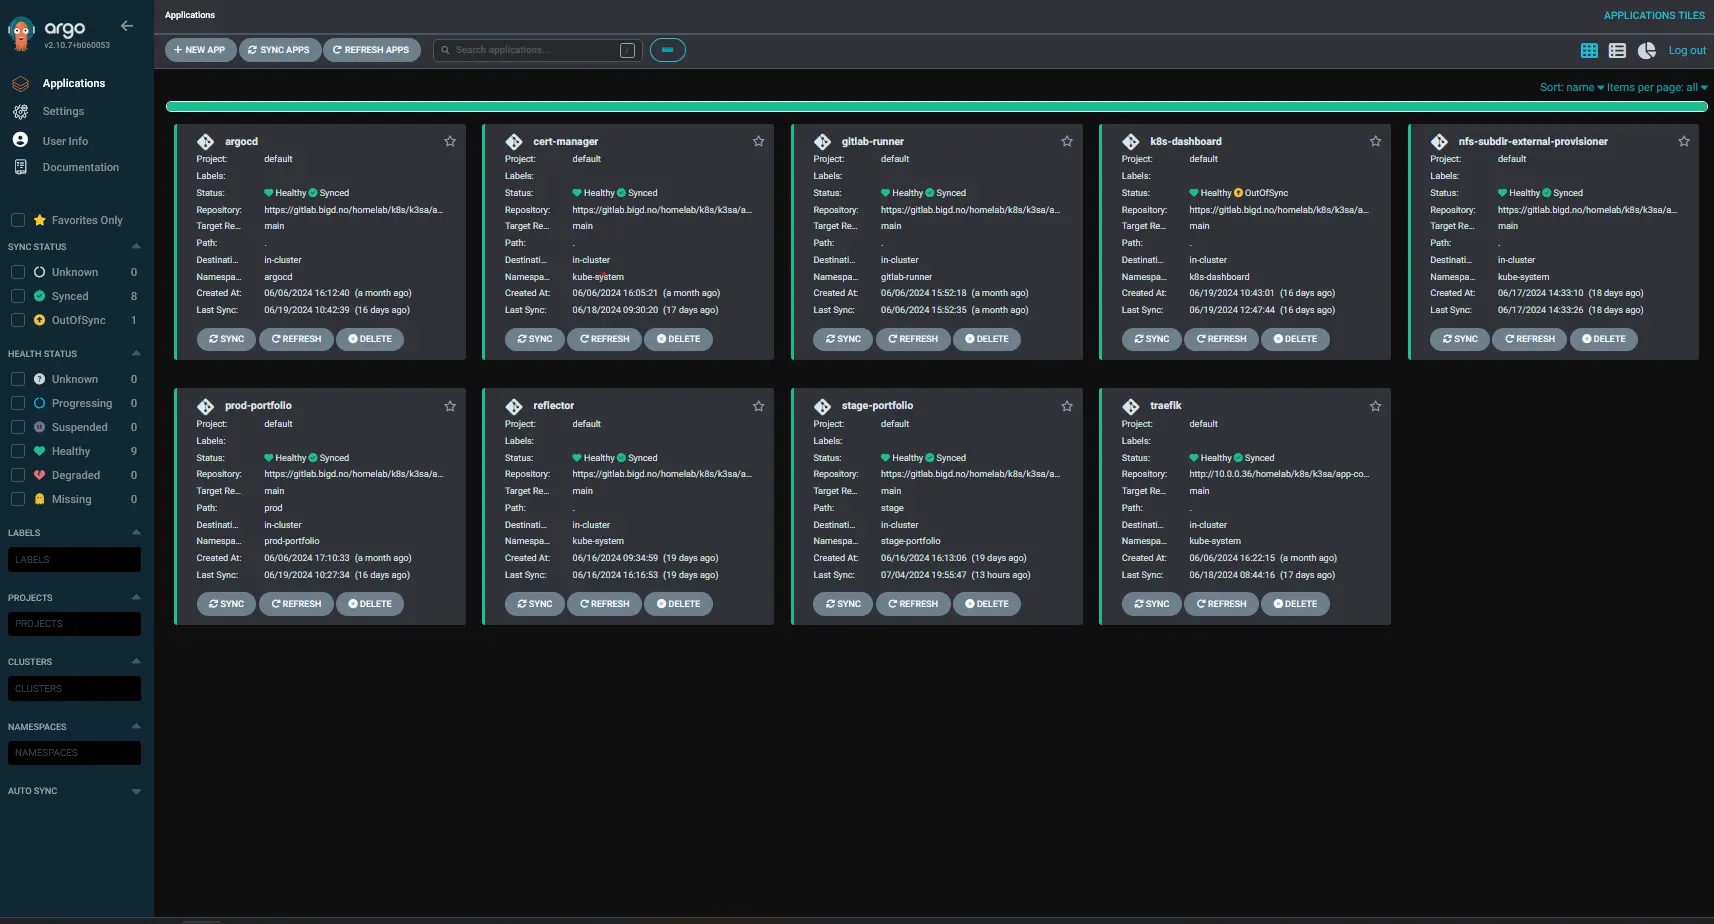 argo
v2.10.7+b060053
Applications
Settings
User Info
Documentation
Favorites Only
SYNC STATUS
Unknown 0
Synced 8
OutOfSync 1
HEALTH STATUS
Unknown 0
Progressing 0
Suspended 0
Healthy 9
Degraded 0
Missing 0
LABELS
LABELS
PROJECTS
PROJECTS
CLUSTERS
CLUSTERS
NAMESPACES
NAMESPACES
AUTO SYNC
Applications
APPLICATIONS TILES
+ NEW APP
SYNC APPS
REFRESH APPS
Search applications...
/
Log out
Sort: name
Items per page: all
argocd
Project: default
Labels:
Status: Healthy Synced
Repository: https://gitlab.bigd.no/homelab/k8s/k3sa/a...
Target Re... main
Path: .
Destinati... in-cluster
Namespa... argocd
Created At: 06/06/2024 16:12:40 (a month ago)
Last Sync: 06/19/2024 10:42:39 (16 days ago)
SYNC REFRESH DELETE
cert-manager
Project: default
Labels:
Status: Healthy Synced
Repository: https://gitlab.bigd.no/homelab/k8s/k3sa/a...
Target Re... main
Path: .
Destinati... in-cluster
Namespa... kube-system
Created At: 06/06/2024 16:05:21 (a month ago)
Last Sync: 06/18/2024 09:30:20 (17 days ago)
SYNC REFRESH DELETE
gitlab-runner
Project: default
Labels:
Status: Healthy Synced
Repository: https://gitlab.bigd.no/homelab/k8s/k3sa/a...
Target Re... main
Path: .
Destinati... in-cluster
Namespa... gitlab-runner
Created At: 06/06/2024 15:52:18 (a month ago)
Last Sync: 06/06/2024 15:52:35 (a month ago)
SYNC REFRESH DELETE
k8s-dashboard
Project: default
Labels:
Status: Healthy OutOfSync
Repository: https://gitlab.bigd.no/homelab/k8s/k3sa/a...
Target Re... main
Path: .
Destinati... in-cluster
Namespa... k8s-dashboard
Created At: 06/19/2024 10:43:01 (16 days ago)
Last Sync: 06/19/2024 12:47:44 (16 days ago)
SYNC REFRESH DELETE
nfs-subdir-external-provisioner
Project: default
Labels:
Status: Healthy Synced
Repository: https://gitlab.bigd.no/homelab/k8s/k3sa/a...
Target Re... main
Path: .
Destinati... in-cluster
Namespa... kube-system
Created At: 06/17/2024 14:33:10 (18 days ago)
Last Sync: 06/17/2024 14:33:26 (18 days ago)
SYNC REFRESH DELETE
prod-portfolio
Project: default
Labels:
Status: Healthy Synced
Repository: https://gitlab.bigd.no/homelab/k8s/k3sa/a...
Target Re... main
Path: prod
Destinati... in-cluster
Namespa... prod-portfolio
Created At: 06/06/2024 17:10:33 (a month ago)
Last Sync: 06/19/2024 10:27:34 (16 days ago)
SYNC REFRESH DELETE
reflector
Project: default
Labels:
Status: Healthy Synced
Repository: https://gitlab.bigd.no/homelab/k8s/k3sa/a...
Target Re... main
Path: .
Destinati... in-cluster
Namespa... kube-system
Created At: 06/16/2024 09:34:59 (19 days ago)
Last Sync: 06/16/2024 16:16:53 (19 days ago)
SYNC REFRESH DELETE
stage-portfolio
Project: default
Labels:
Status: Healthy Synced
Repository: https://gitlab.bigd.no/homelab/k8s/k3sa/a...
Target Re... main
Path: stage
Destinati... in-cluster
Namespa... stage-portfolio
Created At: 06/16/2024 16:13:06 (19 days ago)
Last Sync: 07/04/2024 19:55:47 (13 hours ago)
SYNC REFRESH DELETE
traefik
Project: default
Labels:
Status: Healthy Synced
Repository: http://10.0.0.36/homelab/k8s/k3sa/app-co...
Target Re... main
Path: .
Destinati... in-cluster
Namespa... kube-system
Created At: 06/06/2024 16:22:15 (a month ago)
Last Sync: 06/18/2024 08:44:16 (17 days ago)
SYNC REFRESH DELETE